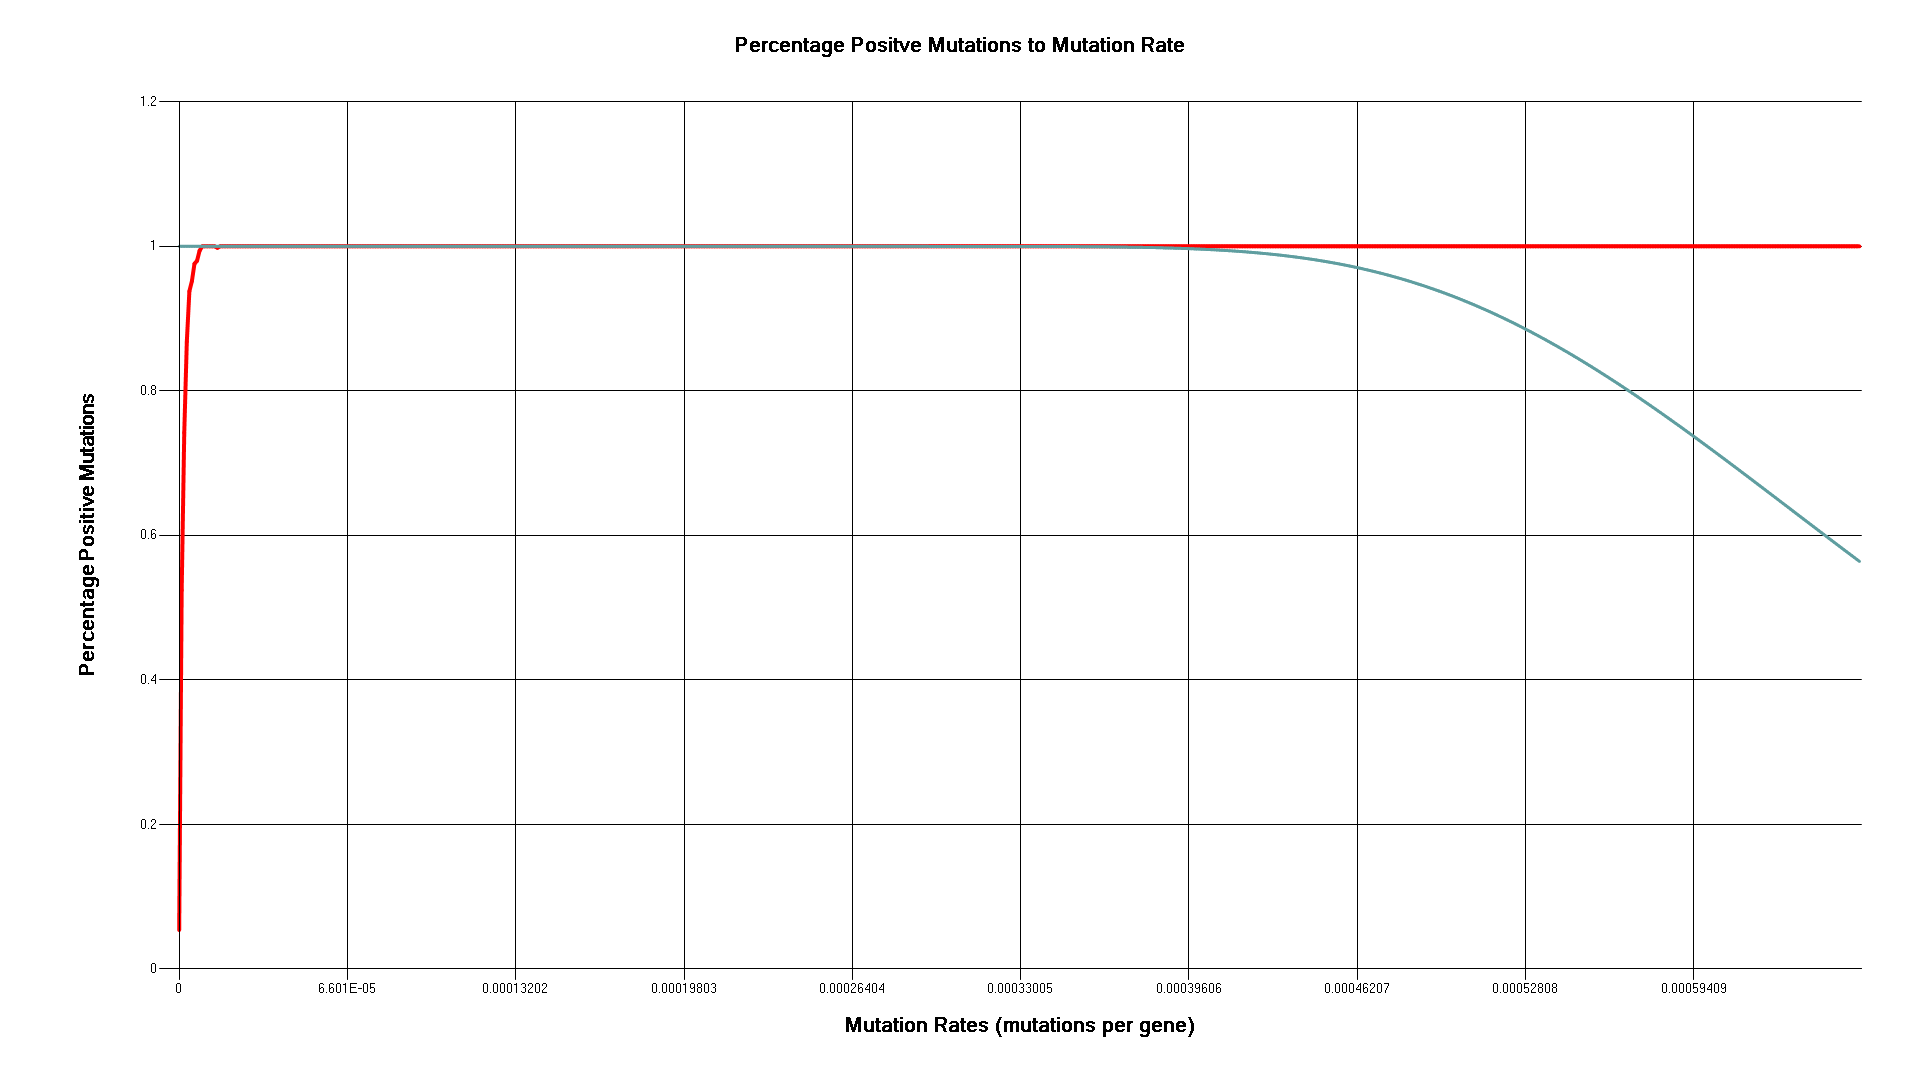 Percentage Positve Mutations to Mutation Rate
1.2
1
0.8
0.6
0.4
0.2
0
Percentage Positive Mutations
0 6.601E-05 0.00013202 0.00019803 0.00026404 0.00033005 0.00039606 0.00046207 0.00052808 0.00059409
Mutation Rates (mutations per gene)